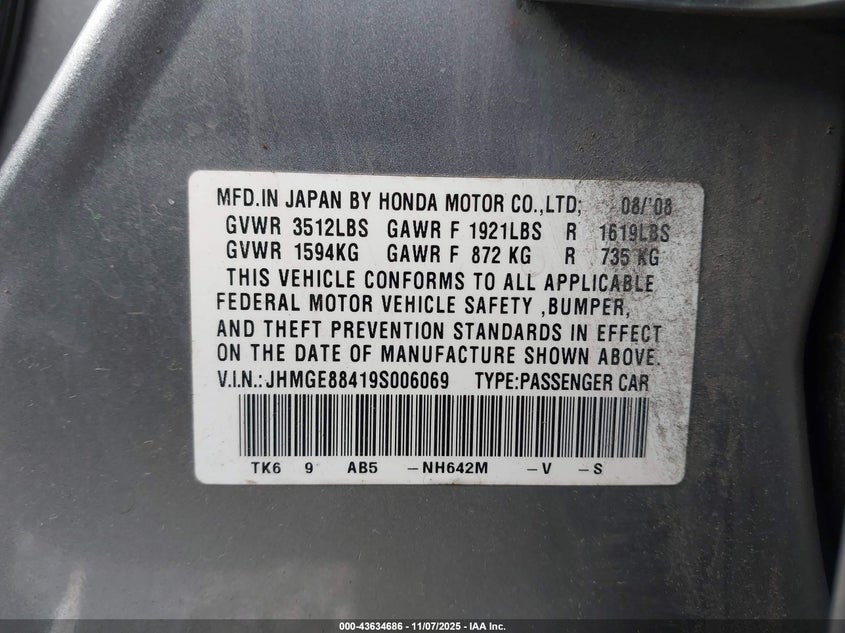 MFD.IN JAPAN BY HONDA MOTOR CO.,LTD; 08/'08
GVWR 3512LBS GAWR F 1921LBS R 1619LBS
GVWR 1594KG GAWR F 872 KG R 735 KG
THIS VEHICLE CONFORMS TO ALL APPLICABLE
FEDERAL MOTOR VEHICLE SAFETY ,BUMPER,
AND THEFT PREVENTION STANDARDS IN EFFECT
ON THE DATE OF MANUFACTURE SHOWN ABOVE.
V.I.N.:JHMGE88419S006069 TYPE:PASSENGER CAR
TK6 9 AB5 -NH642M -V -S
000-43634686 - 11/07/2025 - IAA Inc.